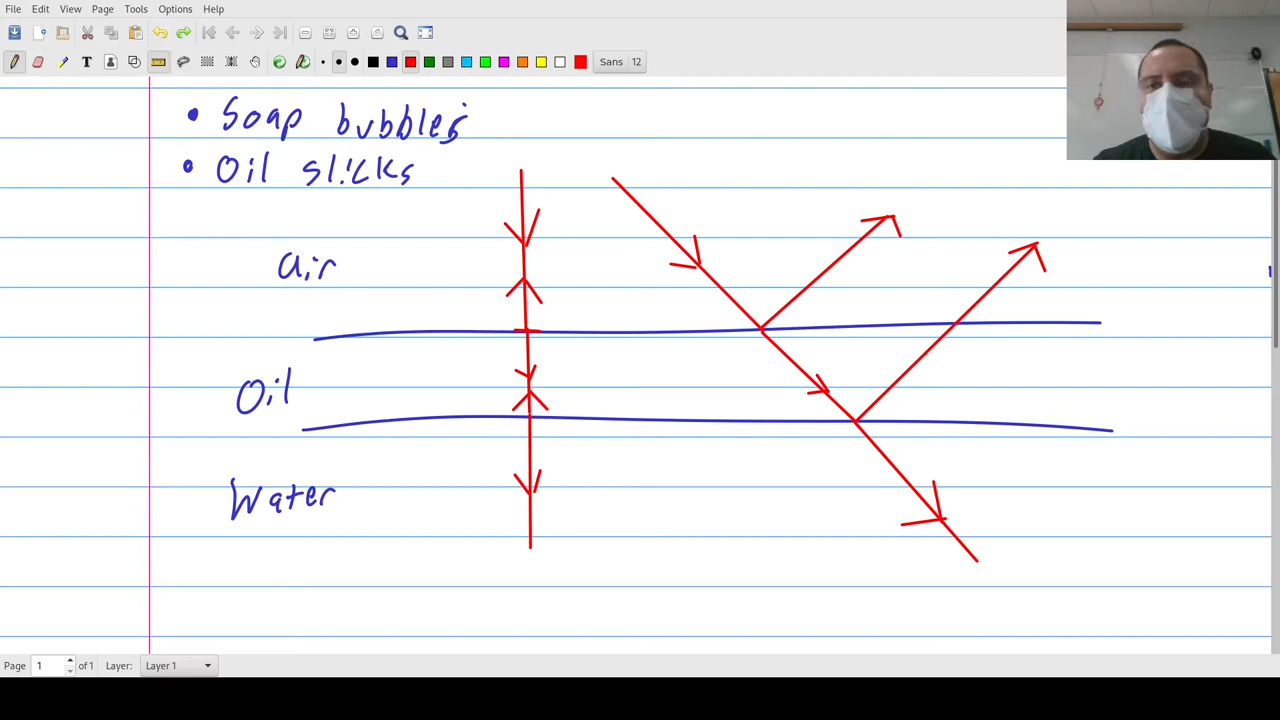 File Edit View Page Tools Options Help
Sans 12
• Soap bubbles
• Oil slicks
air
Oil
Water
Page 1 of 1 Layer: Layer 1